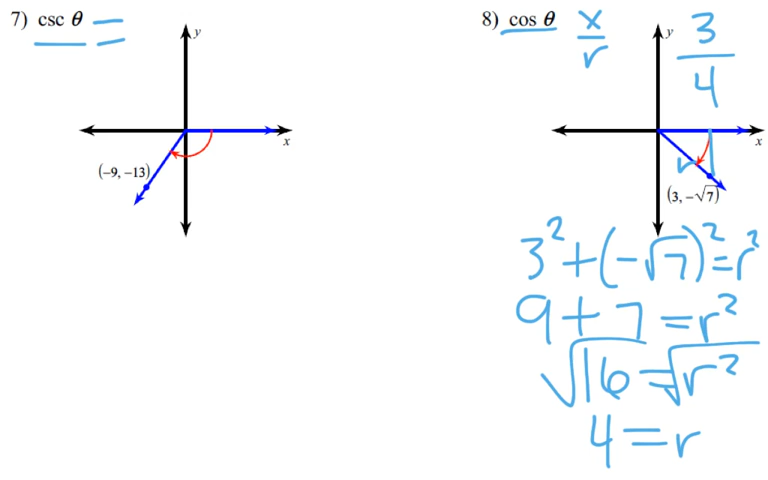 7) csc θ =
y
x
(−9, −13)
8) cos θ x/r 3/4
y
x
r
(3, −√7)
3² + (−√7)² = r²
9 + 7 = r²
√16 = √r²
4 = r